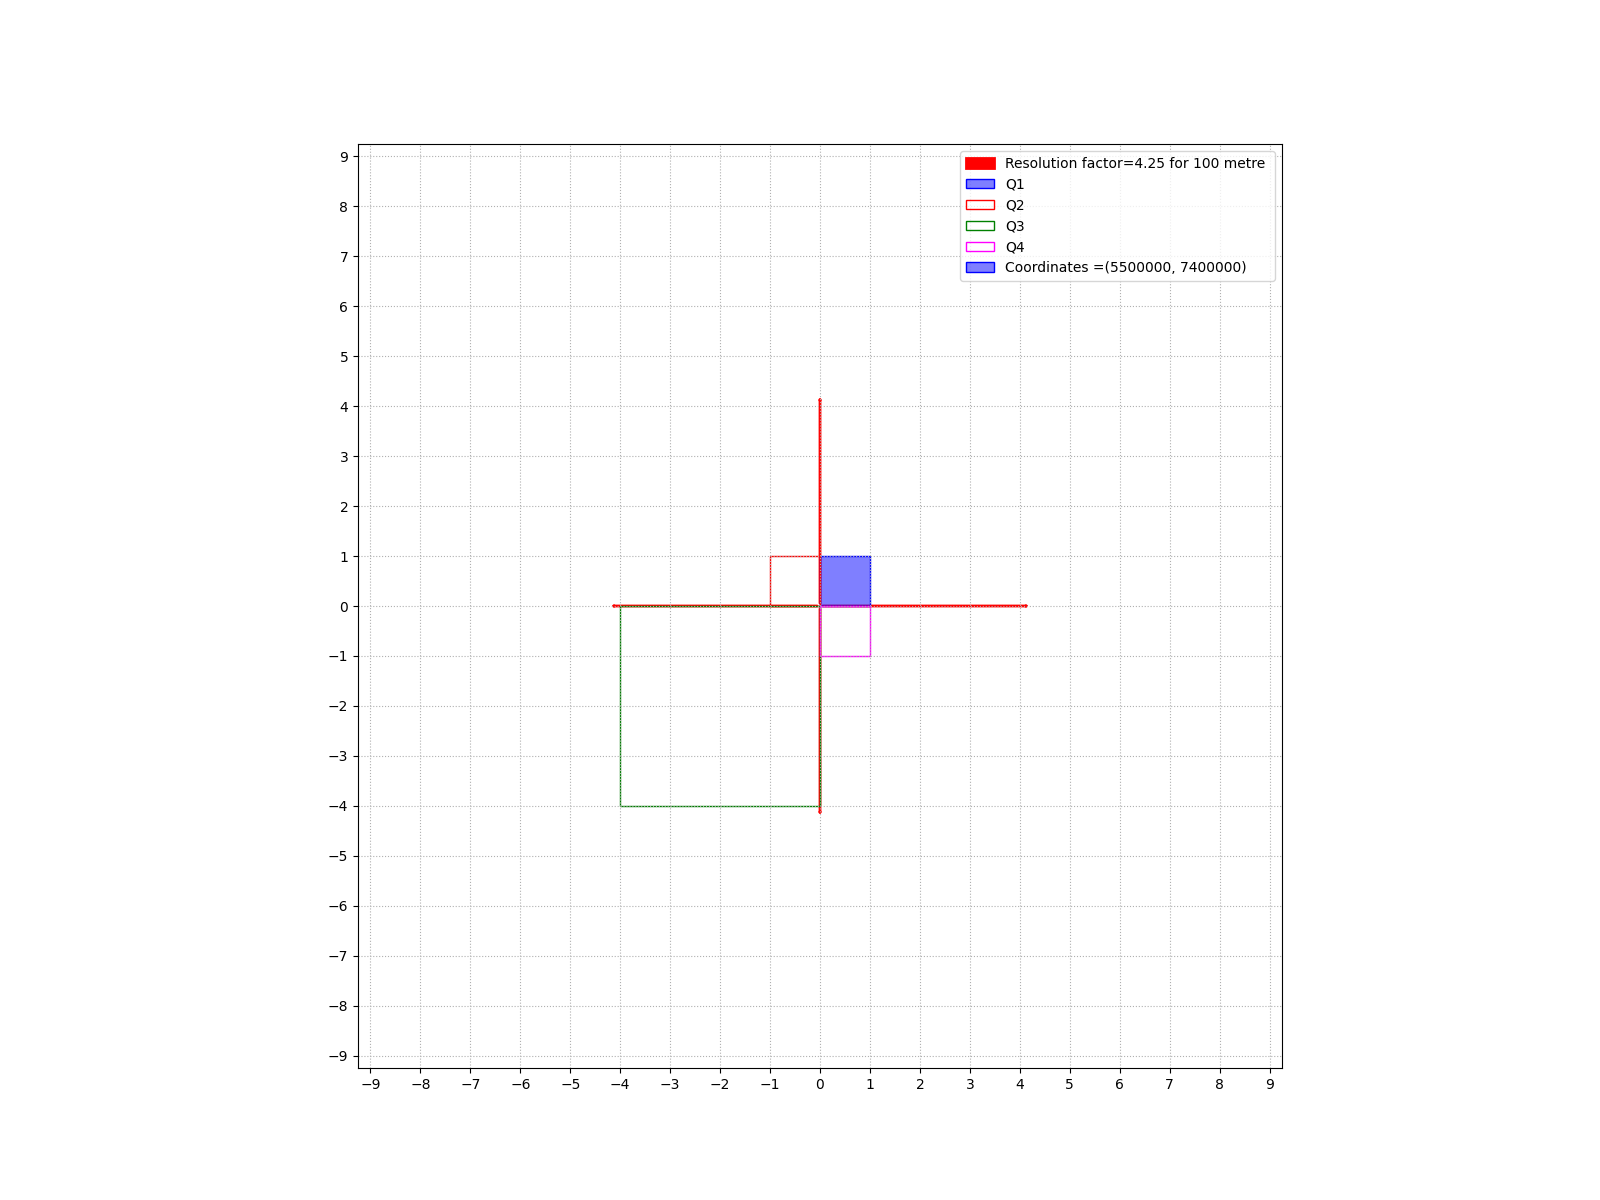 Resolution factor=4.25 for 100 metre
Q1
Q2
Q3
Q4
Coordinates =(5500000, 7400000)
9
8
7
6
5
4
3
2
1
0
−1
−2
−3
−4
−5
−6
−7
−8
−9
−9 −8 −7 −6 −5 −4 −3 −2 −1 0 1 2 3 4 5 6 7 8 9